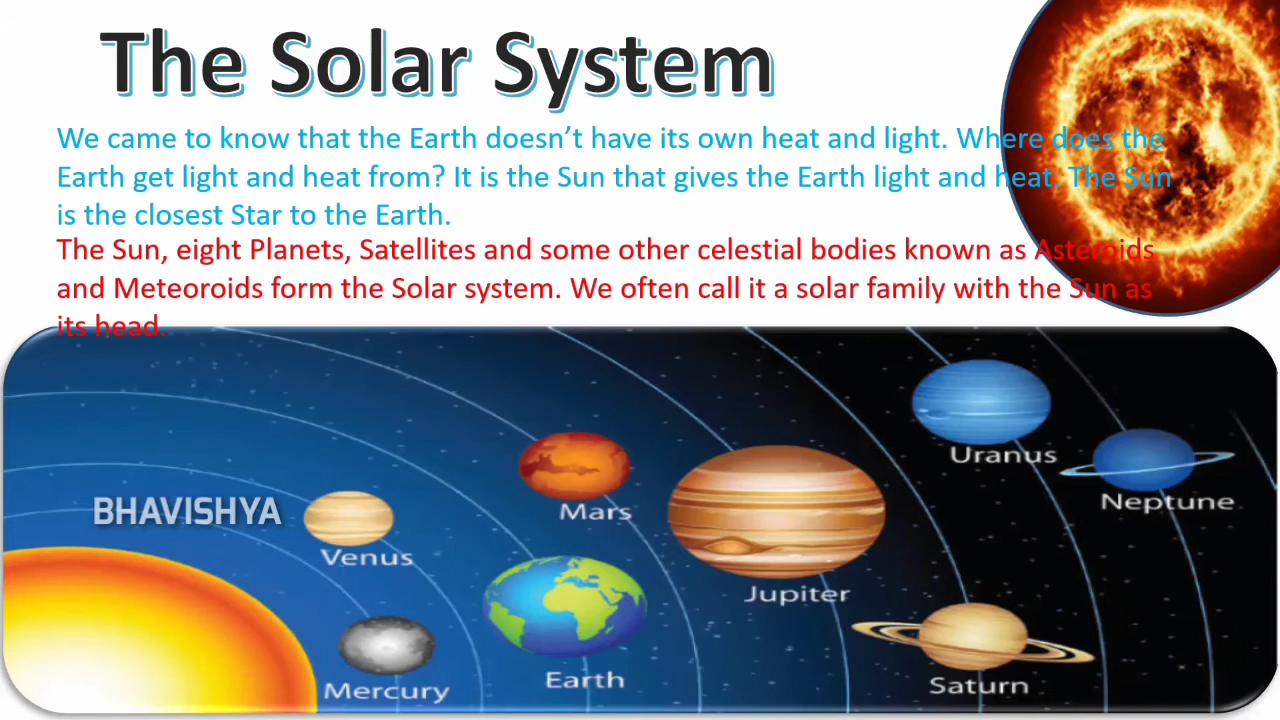 The Solar System
We came to know that the Earth doesn’t have its own heat and light. Where does the
Earth get light and heat from? It is the Sun that gives the Earth light and heat. The Sun
is the closest Star to the Earth.
The Sun, eight Planets, Satellites and some other celestial bodies known as Asteroids
and Meteoroids form the Solar system. We often call it a solar family with the Sun as
its head.
Uranus
Neptune
Mars
BHAVISHYA
Venus
Jupiter
Earth
Saturn
Mercury